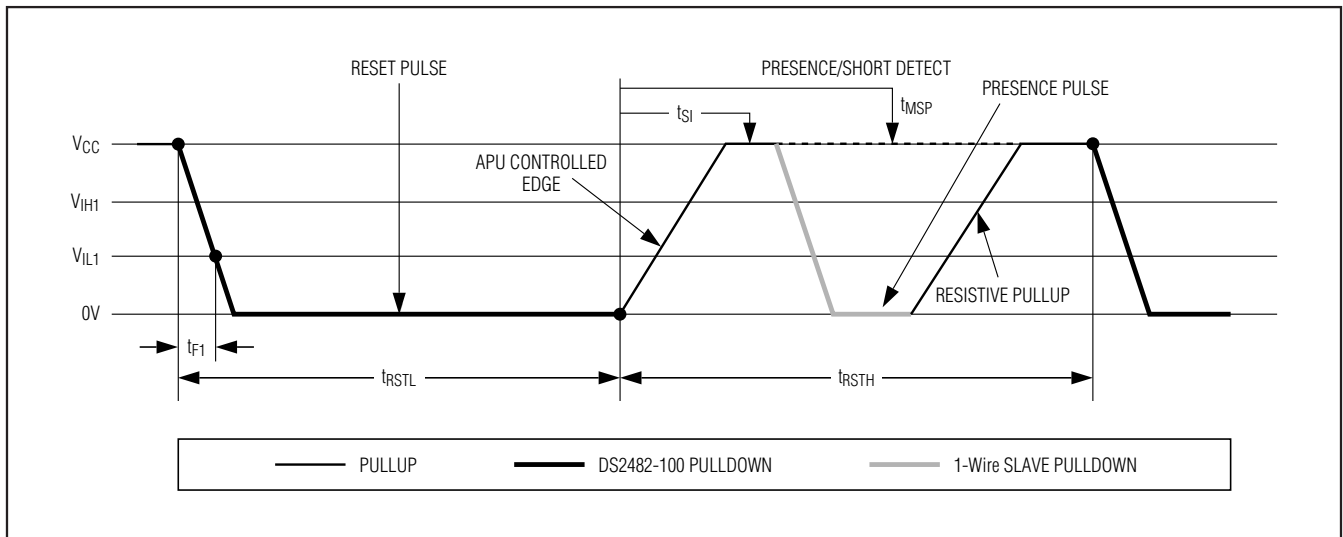 RESET PULSE
PRESENCE/SHORT DETECT
PRESENCE PULSE
tMSP
tSI
VCC
APU CONTROLLED
EDGE
VIH1
VIL1
RESISTIVE PULLUP
0V
tF1
tRSTL
tRSTH
PULLUP
DS2482-100 PULLDOWN
1-Wire SLAVE PULLDOWN